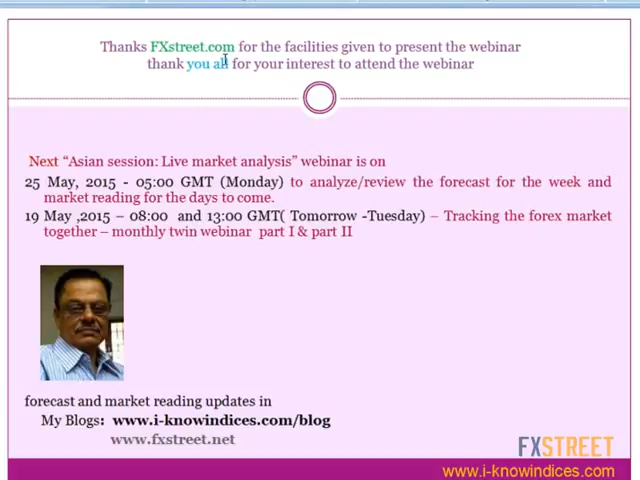 Thanks FXstreet.com for the facilities given to present the webinar
thank you all for your interest to attend the webinar
Next “Asian session: Live market analysis” webinar is on
25 May, 2015 - 05:00 GMT (Monday) to analyze/review the forecast for the week and
market reading for the days to come.
19 May ,2015 – 08:00 and 13:00 GMT( Tomorrow -Tuesday) – Tracking the forex market
together – monthly twin webinar part I & part II
forecast and market reading updates in
My Blogs: www.i-knowindices.com/blog
www.fxstreet.net
FXSTREET
www.i-knowindices.com